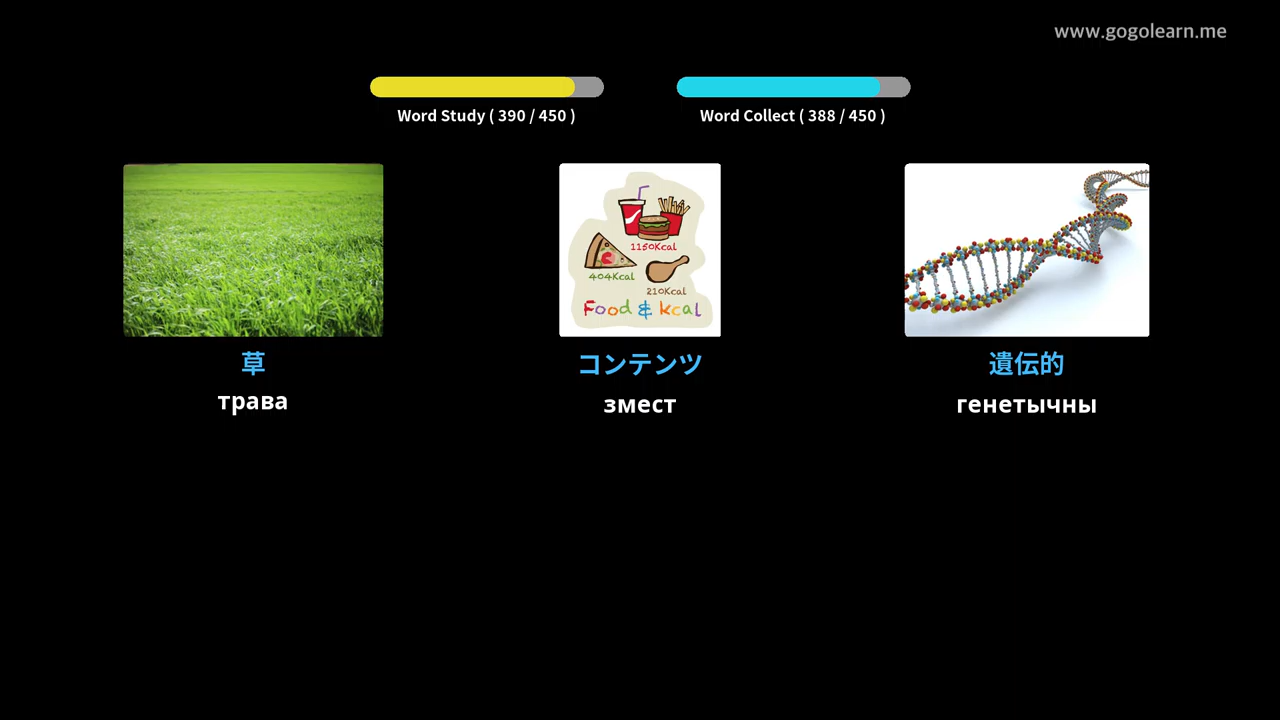 www.gogolearn.me
Word Study ( 390 / 450 )
Word Collect ( 388 / 450 )
1150Kcal
404Kcal
210Kcal
Food & kcal
草
コンテンツ
遺伝的
трава
змест
генетычны